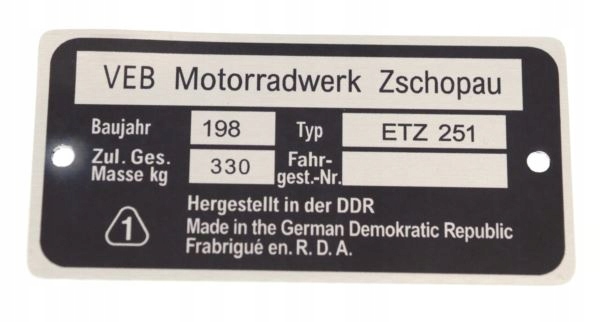 VEB Motorradwerk Zschopau
Baujahr 198 Typ ETZ 251
Zul. Ges. Masse kg 330 Fahr-gest.-Nr.
Hergestellt in der DDR
1 Made in the German Demokratic Republic
Frabrigué en. R. D. A.